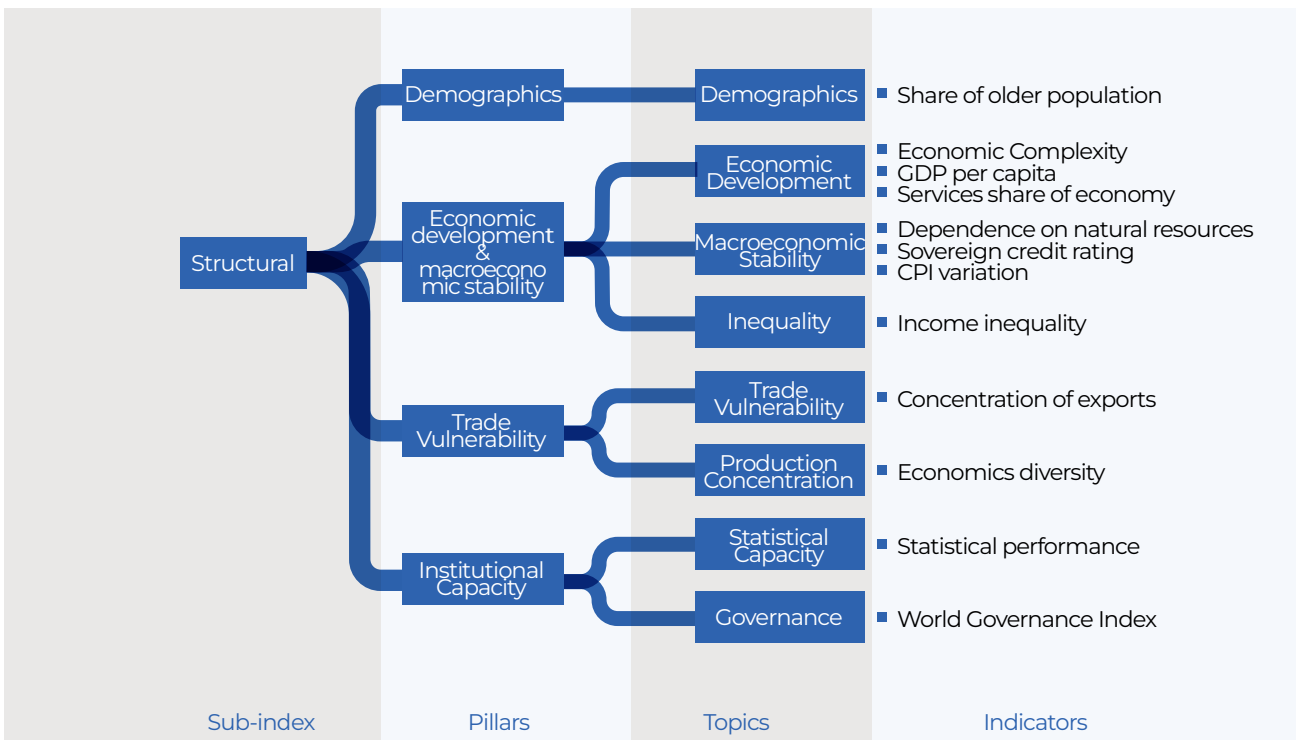 Structural
Demographics
Economic
development
&
macroecono
mic stability
Trade
Vulnerability
Institutional
Capacity
Demographics
Economic
Development
Macroeconomic
Stability
Inequality
Trade
Vulnerability
Production
Concentration
Statistical
Capacity
Governance
Share of older population
Economic Complexity
GDP per capita
Services share of economy
Dependence on natural resources
Sovereign credit rating
CPI variation
Income inequality
Concentration of exports
Economics diversity
Statistical performance
World Governance Index
Sub-index
Pillars
Topics
Indicators